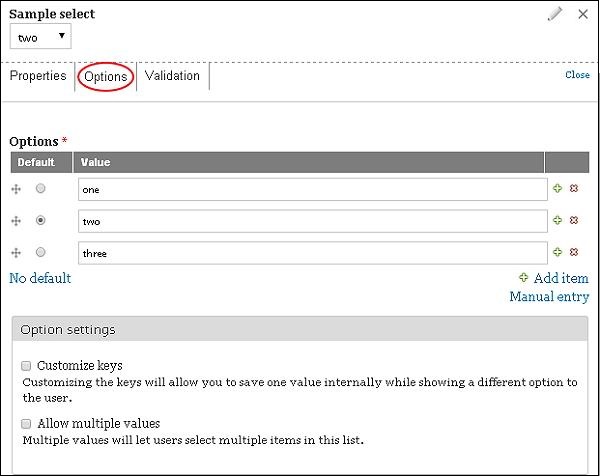 Sample select
two
Properties Options Validation Close
Options *
Default Value
one
two
three
No default Add item
Manual entry
Option settings
Customize keys
Customizing the keys will allow you to save one value internally while showing a different option to
the user.
Allow multiple values
Multiple values will let users select multiple items in this list.